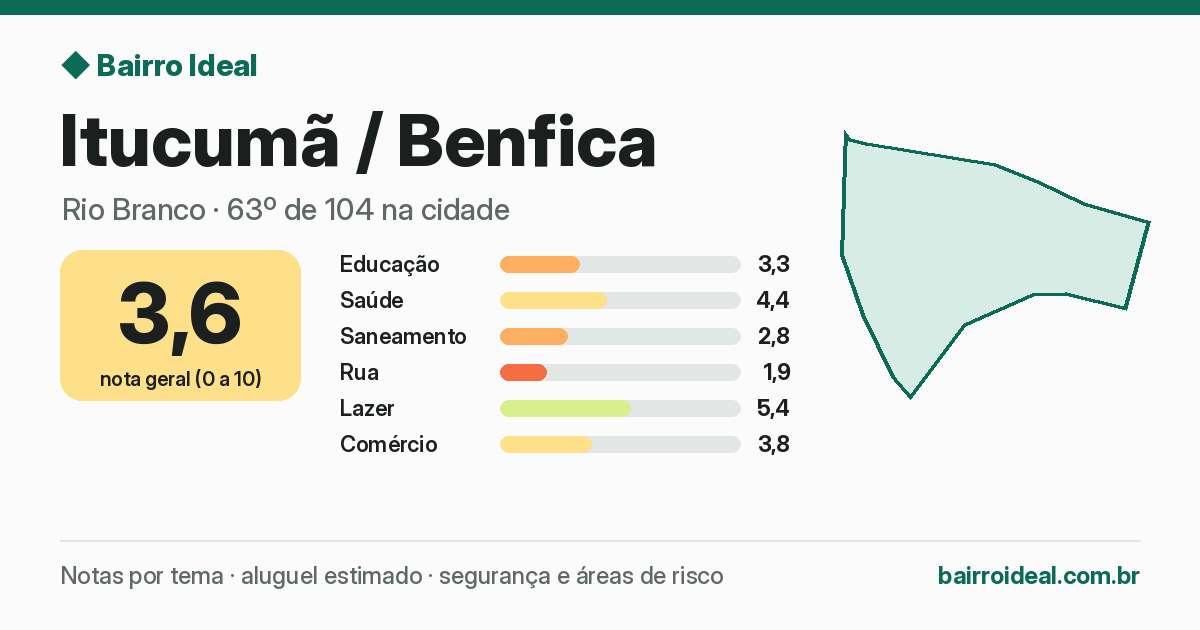 Bairro Ideal
Itucumã / Benfica
Rio Branco · 63º de 104 na cidade
3,6
nota geral (0 a 10)
Educação 3,3
Saúde 4,4
Saneamento 2,8
Rua 1,9
Lazer 5,4
Comércio 3,8
Notas por tema · aluguel estimado · segurança e áreas de risco
bairroideal.com.br